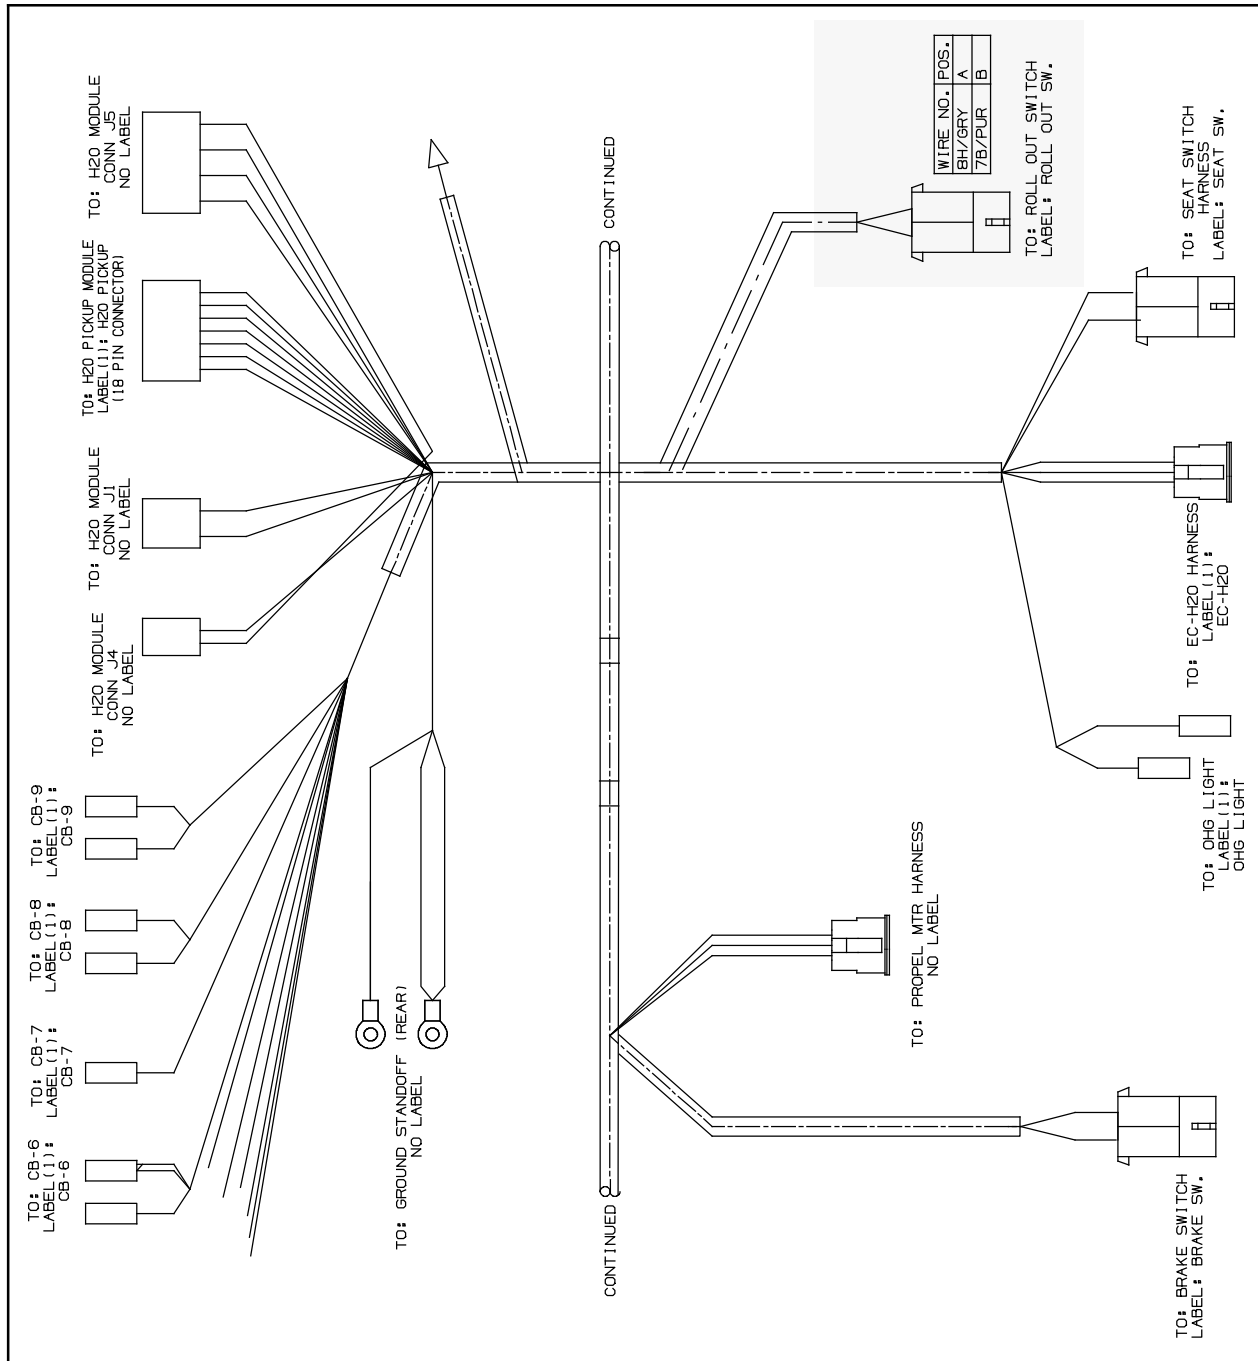 TO: H2O MODULE
CONN J5
NO LABEL
TO: H2O PICKUP MODULE
LABEL(1): H2O PICKUP
(18 PIN CONNECTOR)
TO: H2O MODULE
CONN J1
NO LABEL
TO: H2O MODULE
CONN J4
NO LABEL
TO: CB-9
LABEL(1):
CB-9
TO: CB-8
LABEL(1):
CB-8
TO: CB-7
LABEL(1):
CB-7
TO: CB-6
LABEL(1):
CB-6
TO: GROUND STANDOFF (REAR)
NO LABEL
CONTINUED
CONTINUED
WIRE NO. POS.
8H/GRY A
7B/PUR B
TO: ROLL OUT SWITCH
LABEL: ROLL OUT SW.
TO: SEAT SWITCH
HARNESS
LABEL: SEAT SW.
TO: EC-H2O HARNESS
LABEL(1):
EC-H2O
TO: OHG LIGHT
LABEL(1):
OHG LIGHT
TO: PROPEL MTR HARNESS
NO LABEL
TO: BRAKE SWITCH
LABEL: BRAKE SW.